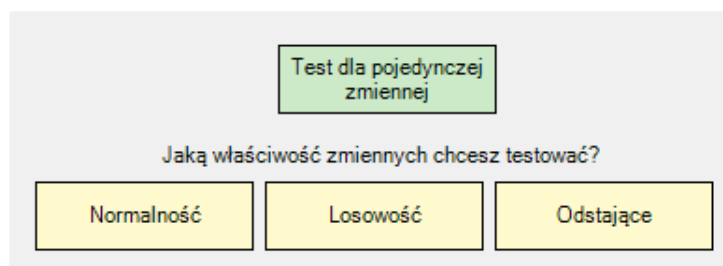 Test dla pojedynczej
zmiennej
Jaką właściwość zmiennych chcesz testować?
Normalność
Losowość
Odstające